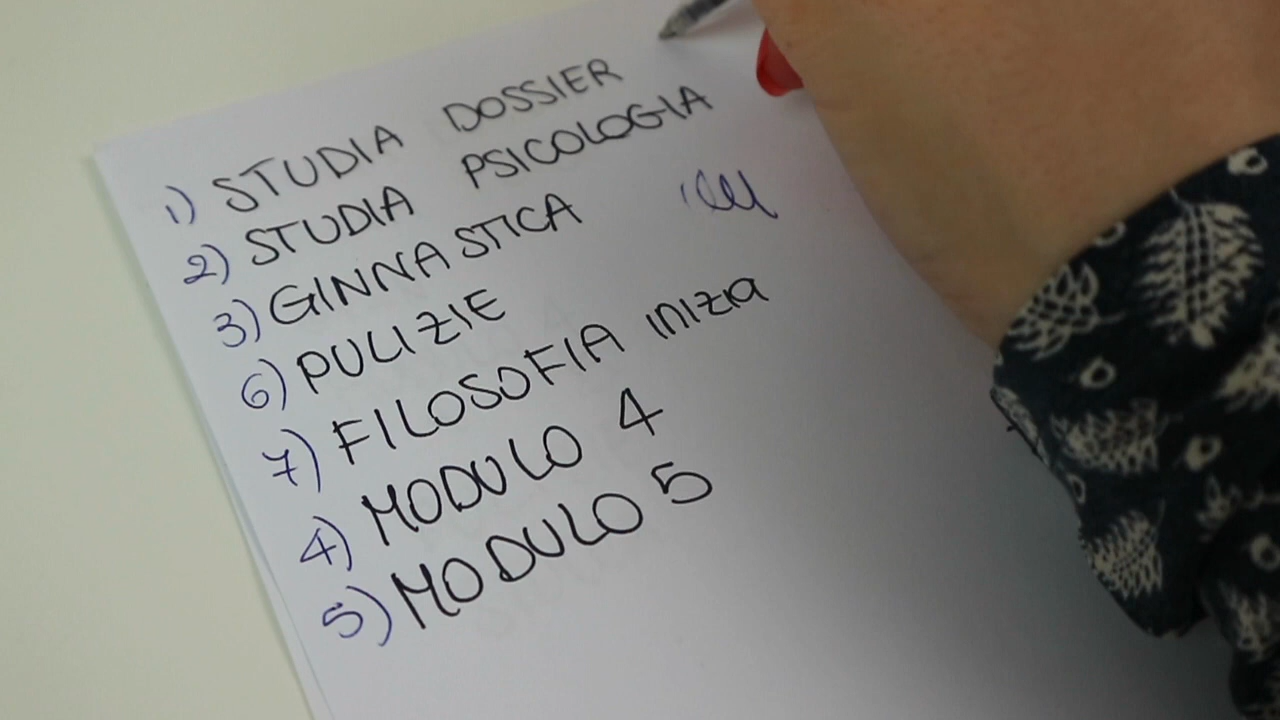 1) STUDIA DOSSIER
2) STUDIA PSICOLOGIA
3) GINNASTICA
6) PULIZIE
7) FILOSOFIA inizia
4) MODULO 4
5) MODULO 5